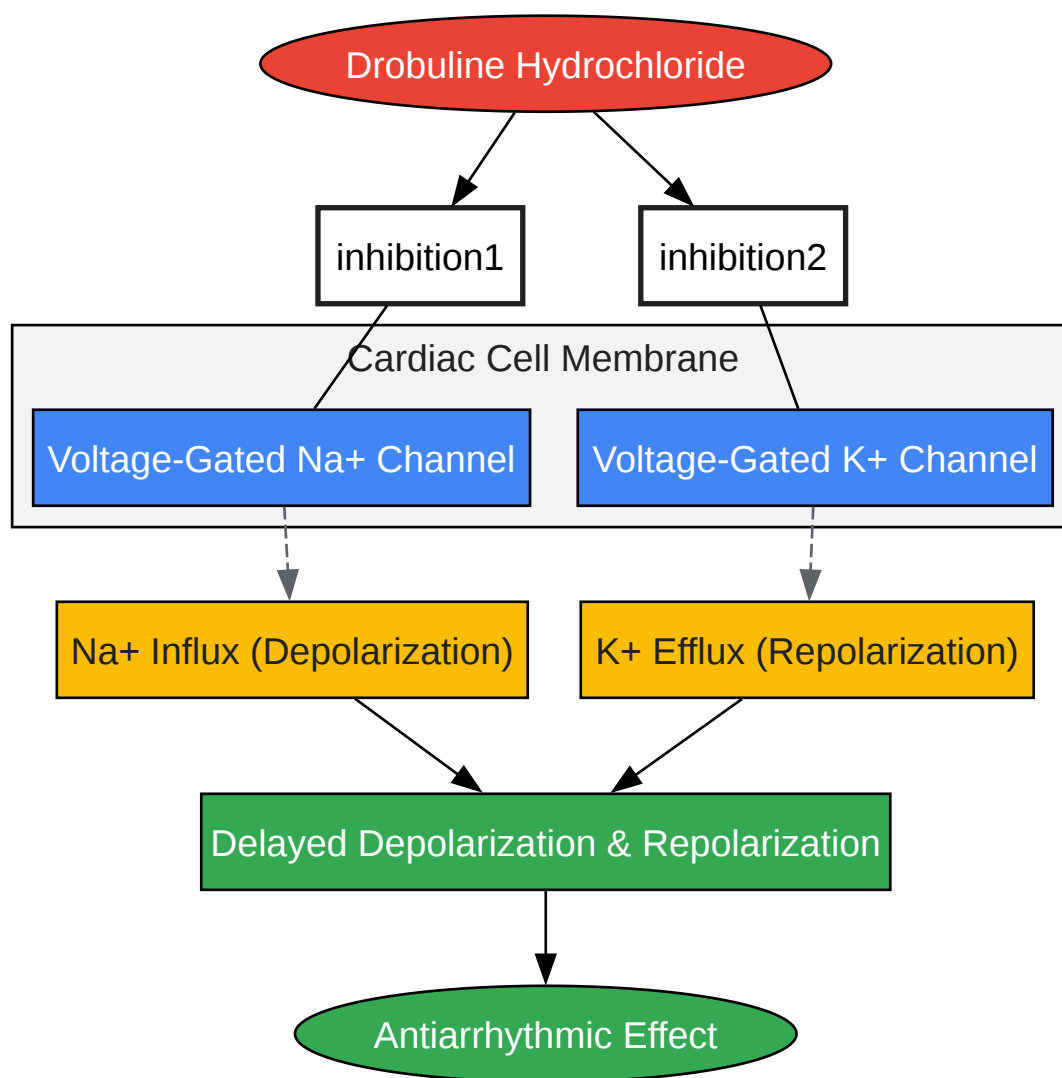 Drobuline Hydrochloride
inhibition1
inhibition2
Cardiac Cell Membrane
Voltage-Gated Na+ Channel
Voltage-Gated K+ Channel
Na+ Influx (Depolarization)
K+ Efflux (Repolarization)
Delayed Depolarization & Repolarization
Antiarrhythmic Effect